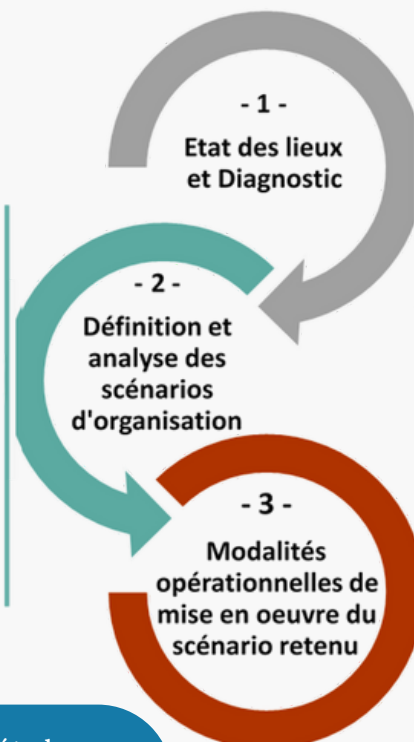 - 1 -
Etat des lieux
et Diagnostic
- 2 -
Définition et
analyse des
scénarios
d'organisation
- 3 -
Modalités
opérationnelles de
mise en oeuvre du
scénario retenu